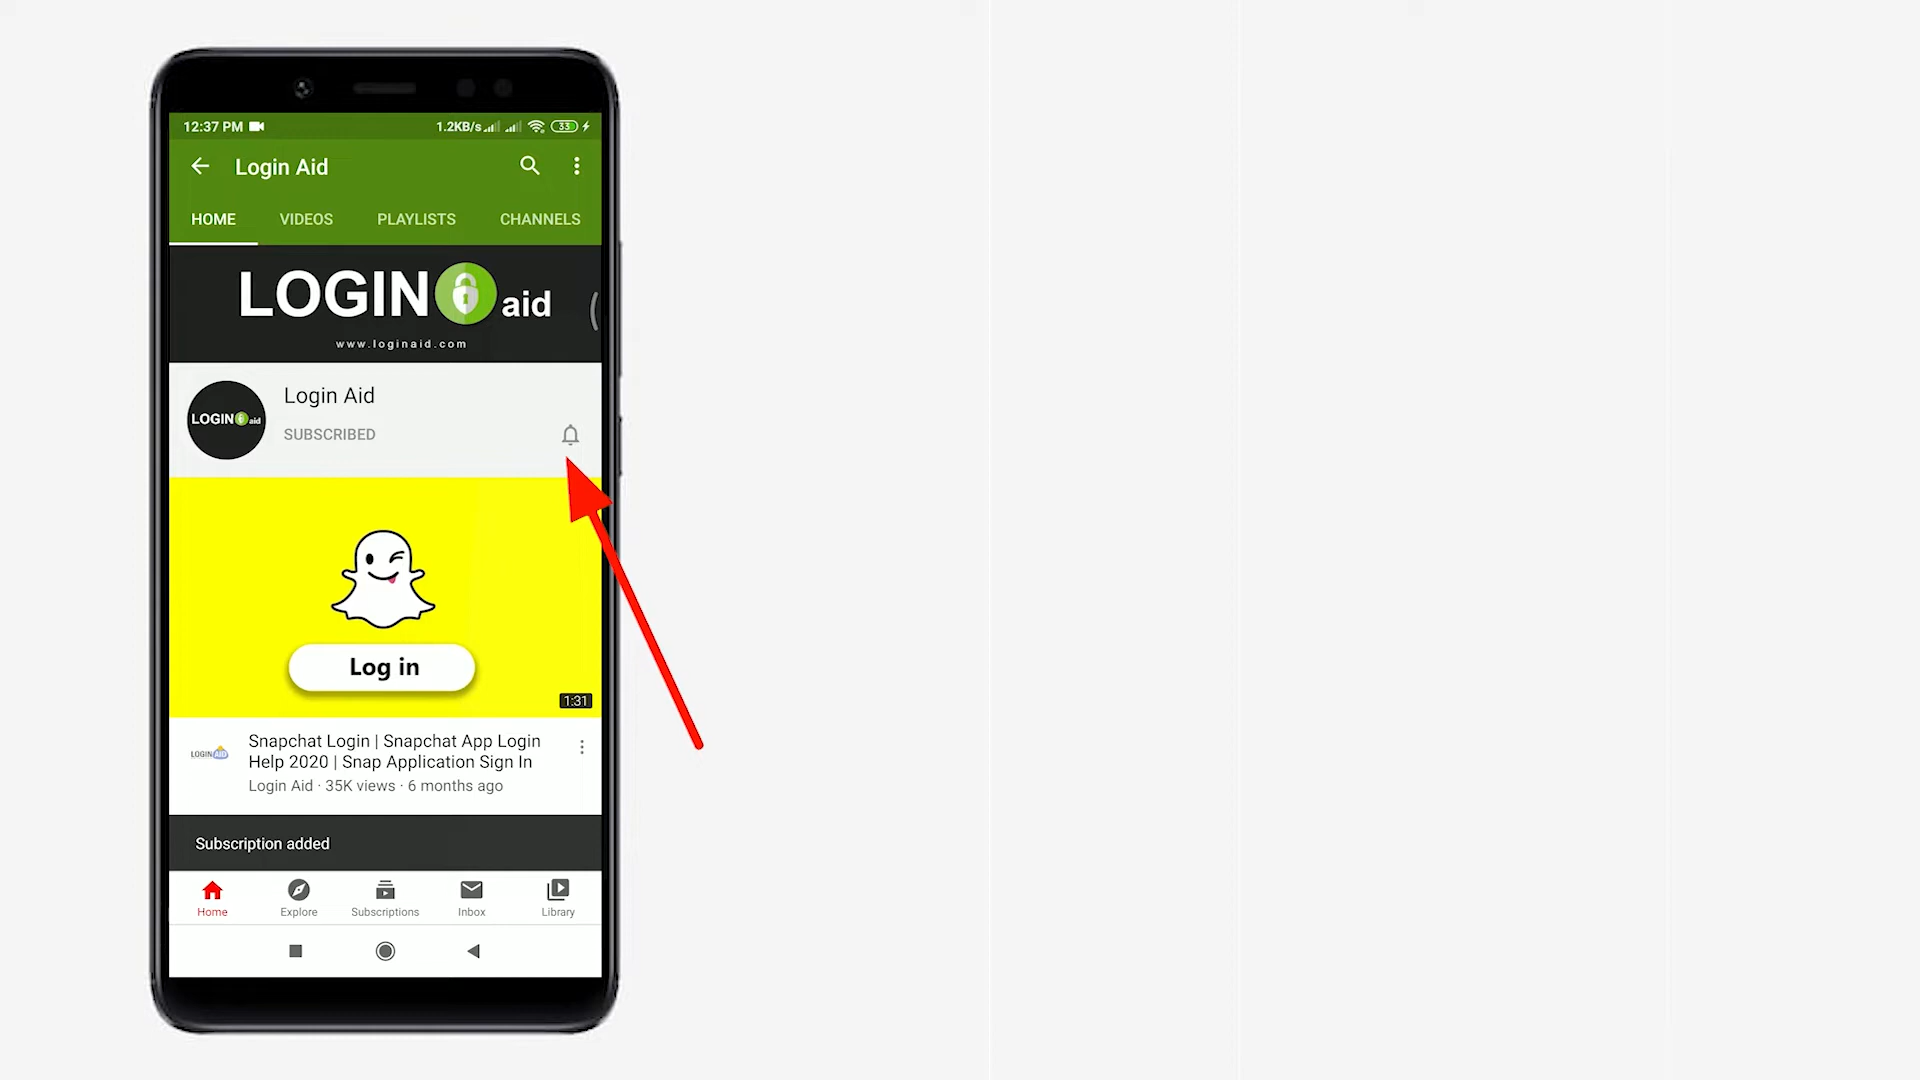 12:37 PM 1.2KB/s 33
Login Aid
HOME VIDEOS PLAYLISTS CHANNELS
LOGIN aid
www.loginaid.com
LOGIN aid
Login Aid
SUBSCRIBED
Log in
1:31
LOGIN AID
Snapchat Login | Snapchat App Login
Help 2020 | Snap Application Sign In
Login Aid · 35K views · 6 months ago
Subscription added
Home Explore Subscriptions Inbox Library